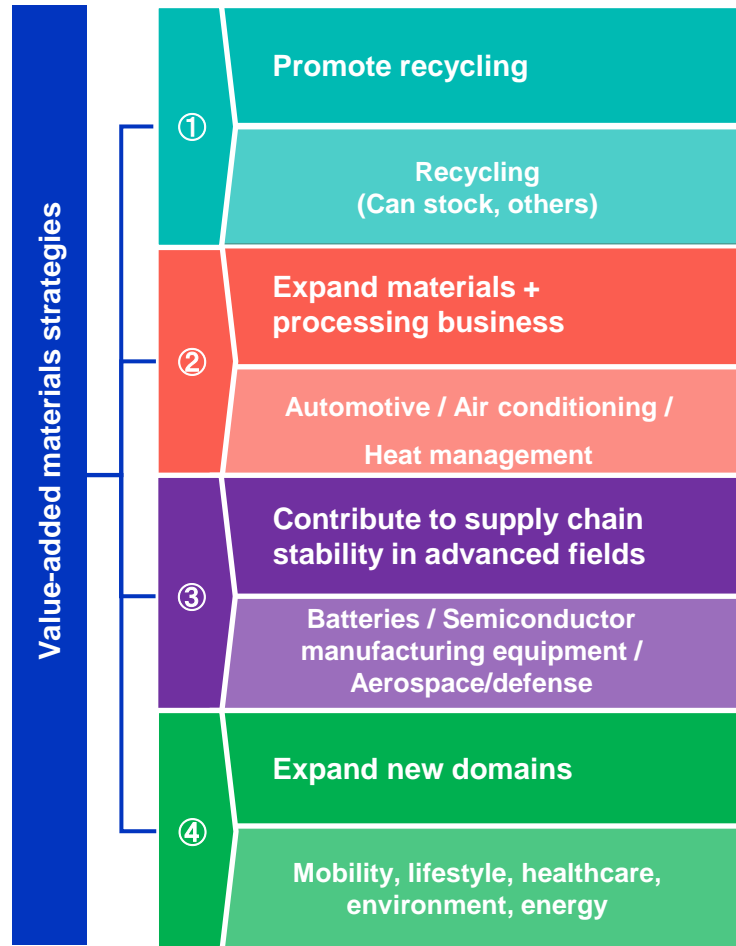 Value-added materials strategies
①
Promote recycling
Recycling
(Can stock, others)
②
Expand materials +
processing business
Automotive / Air conditioning /
Heat management
③
Contribute to supply chain
stability in advanced fields
Batteries / Semiconductor
manufacturing equipment /
Aerospace/defense
④
Expand new domains
Mobility, lifestyle, healthcare,
environment, energy